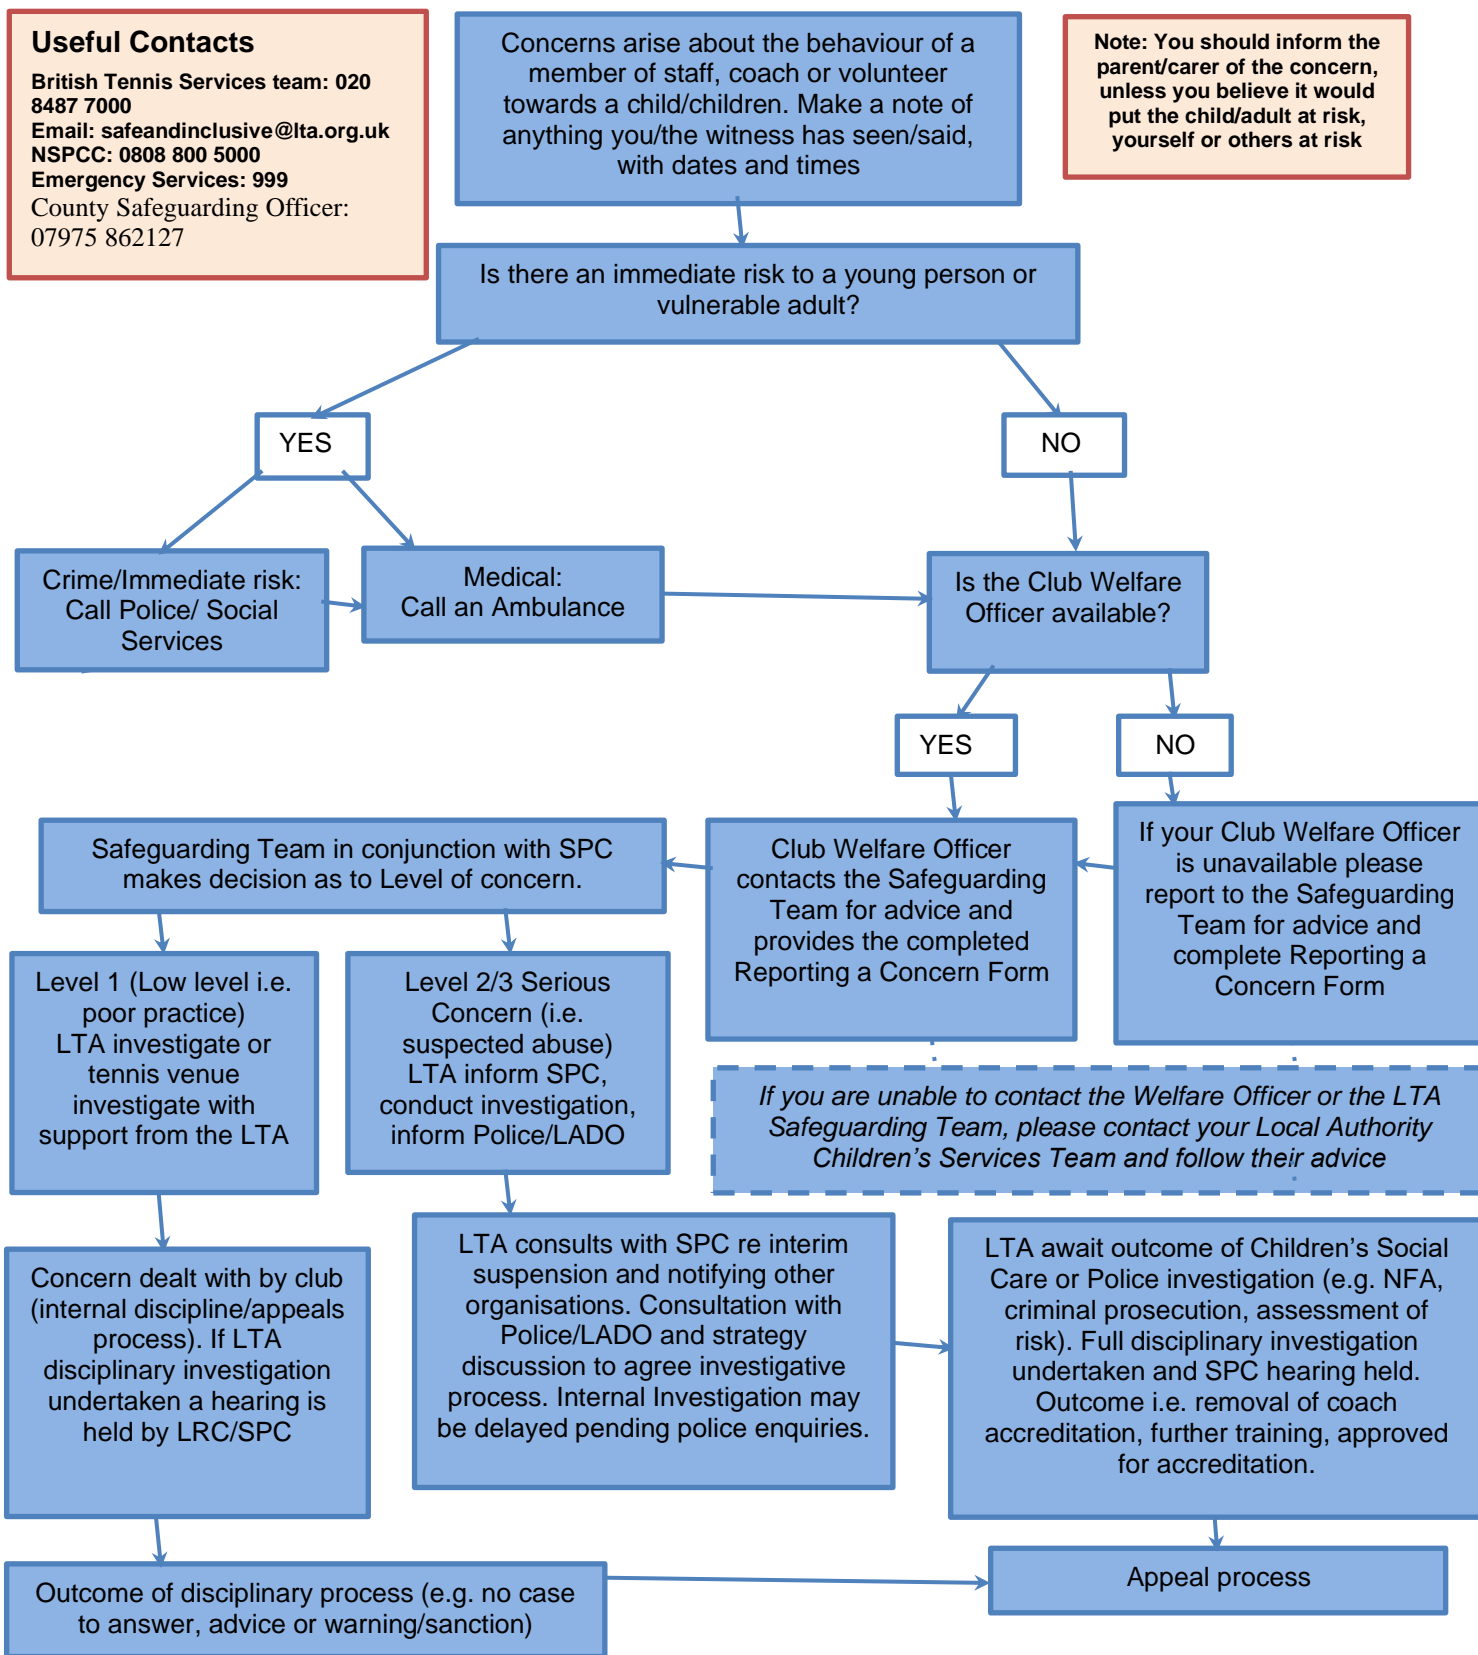 Useful Contacts
British Tennis Services team: 020
8487 7000
Email: safeandinclusive@lta.org.uk
NSPCC: 0808 800 5000
Emergency Services: 999
County Safeguarding Officer:
07975 862127
Concerns arise about the behaviour of a
member of staff, coach or volunteer
towards a child/children. Make a note of
anything you/the witness has seen/said,
with dates and times
Note: You should inform the
parent/carer of the concern,
unless you believe it would
put the child/adult at risk,
yourself or others at risk
Is there an immediate risk to a young person or
vulnerable adult?
YES
NO
Crime/Immediate risk:
Call Police/ Social
Services
Medical:
Call an Ambulance
Is the Club Welfare
Officer available?
YES
NO
Safeguarding Team in conjunction with SPC
makes decision as to Level of concern.
Club Welfare Officer
contacts the Safeguarding
Team for advice and
provides the completed
Reporting a Concern Form
If your Club Welfare Officer
is unavailable please
report to the Safeguarding
Team for advice and
complete Reporting a
Concern Form
Level 1 (Low level i.e.
poor practice)
LTA investigate or
tennis venue
investigate with
support from the LTA
Level 2/3 Serious
Concern (i.e.
suspected abuse)
LTA inform SPC,
conduct investigation,
inform Police/LADO
If you are unable to contact the Welfare Officer or the LTA
Safeguarding Team, please contact your Local Authority
Children's Services Team and follow their advice
Concern dealt with by club
(internal discipline/appeals
process). If LTA
disciplinary investigation
undertaken a hearing is
held by LRC/SPC
LTA consults with SPC re interim
suspension and notifying other
organisations. Consultation with
Police/LADO and strategy
discussion to agree investigative
process. Internal Investigation may
be delayed pending police enquiries.
LTA await outcome of Children's Social
Care or Police investigation (e.g. NFA,
criminal prosecution, assessment of
risk). Full disciplinary investigation
undertaken and SPC hearing held.
Outcome i.e. removal of coach
accreditation, further training, approved
for accreditation.
Outcome of disciplinary process (e.g. no case
to answer, advice or warning/sanction)
Appeal process